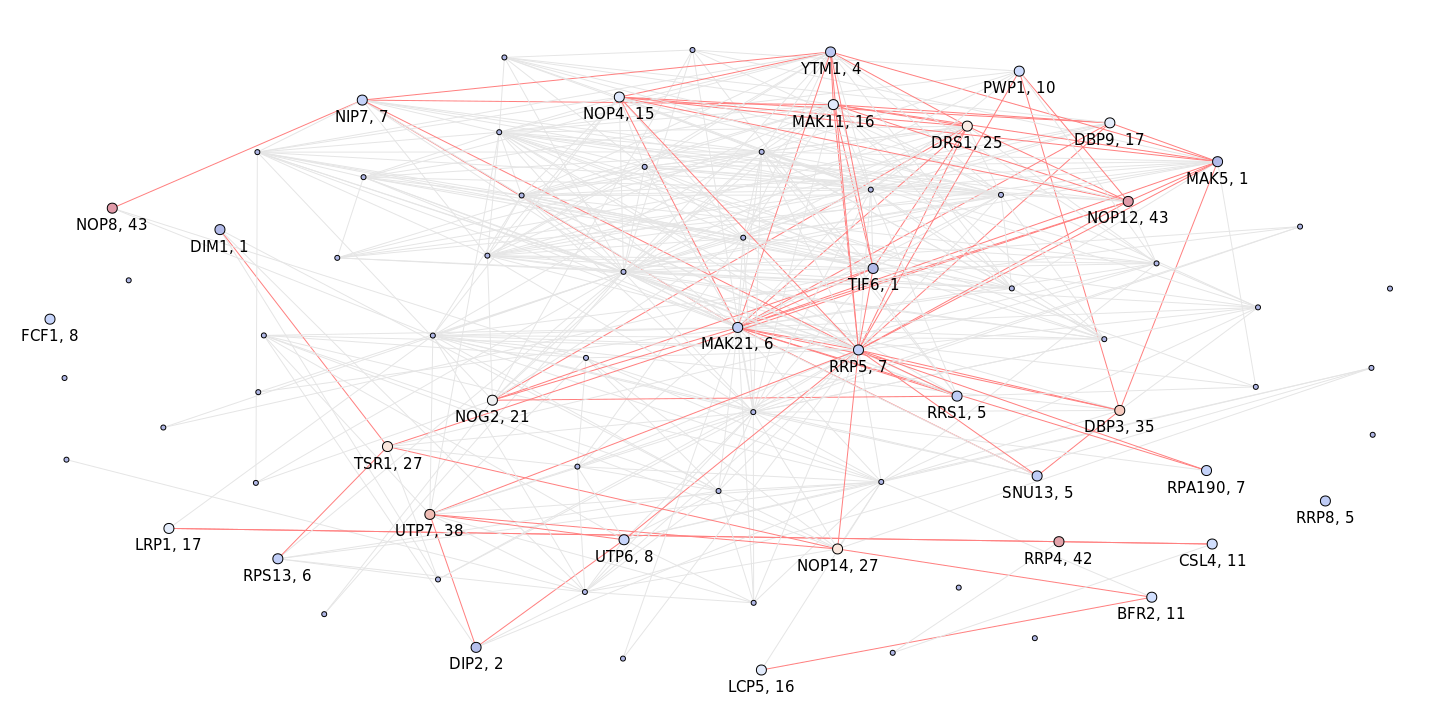 YTM1, 4
PWP1, 10
NIP7, 7
NOP4, 15
MAK11, 16
DRS1, 25
DBP9, 17
MAK5, 1
NOP8, 43
NOP12, 43
DIM1, 1
TIF6, 1
FCF1, 8
MAK21, 6
RRP5, 7
NOG2, 21
RRS1, 5
DBP3, 35
TSR1, 27
SNU13, 5
RPA190, 7
RRP8, 5
UTP7, 38
LRP1, 17
UTP6, 8
NOP14, 27
RRP4, 42
CSL4, 11
RPS13, 6
BFR2, 11
DIP2, 2
LCP5, 16